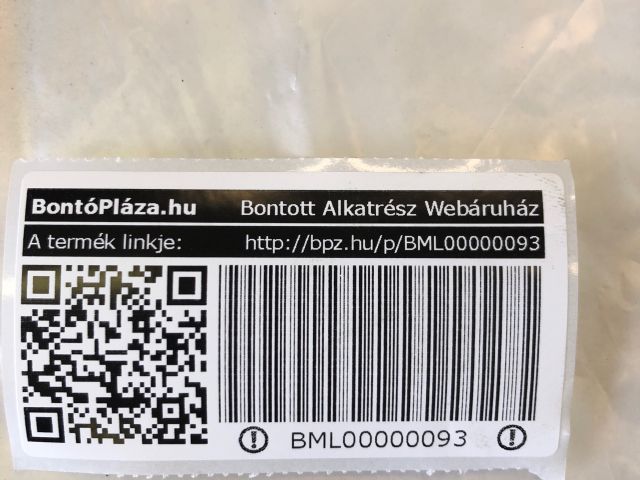 BontóPláza.hu Bontott Alkatrész Webáruház
A termék linkje: http://bpz.hu/p/BML00000093
BML00000093